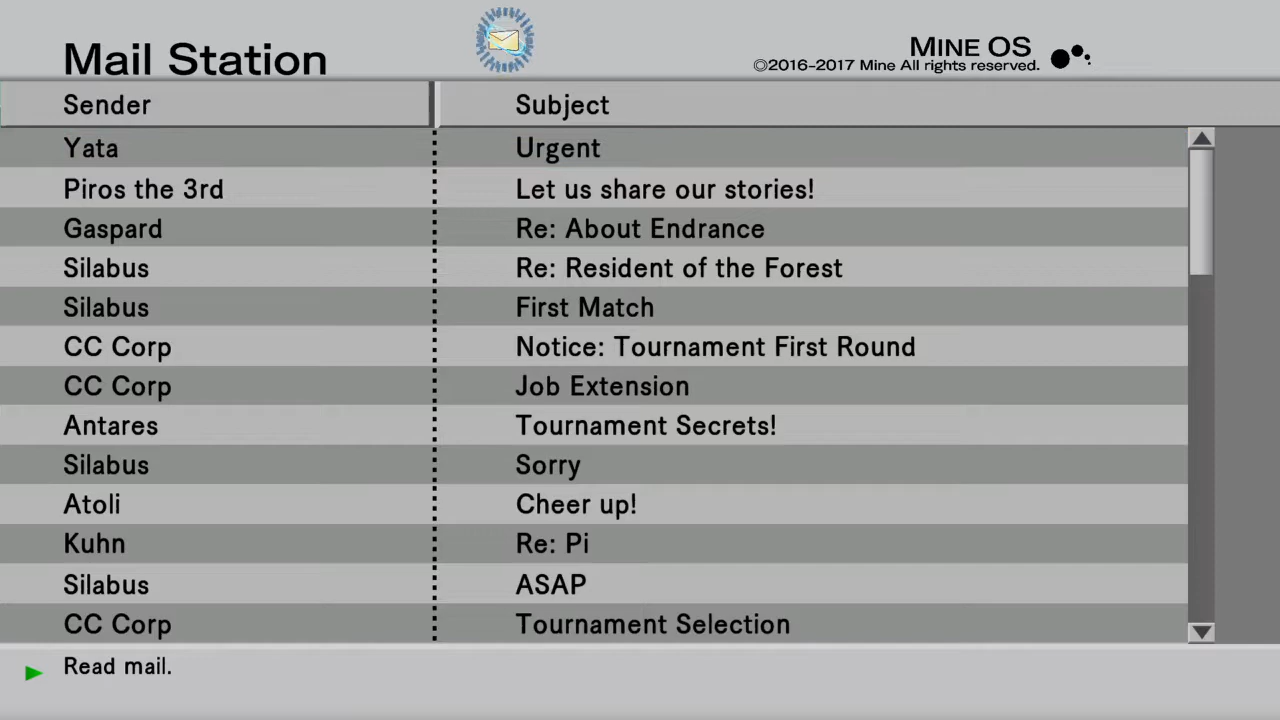 Mail Station
MINE OS
©2016-2017 Mine All rights reserved.
Sender Subject
Yata Urgent
Piros the 3rd Let us share our stories!
Gaspard Re: About Endrance
Silabus Re: Resident of the Forest
Silabus First Match
CC Corp Notice: Tournament First Round
CC Corp Job Extension
Antares Tournament Secrets!
Silabus Sorry
Atoli Cheer up!
Kuhn Re: Pi
Silabus ASAP
CC Corp Tournament Selection
Read mail.